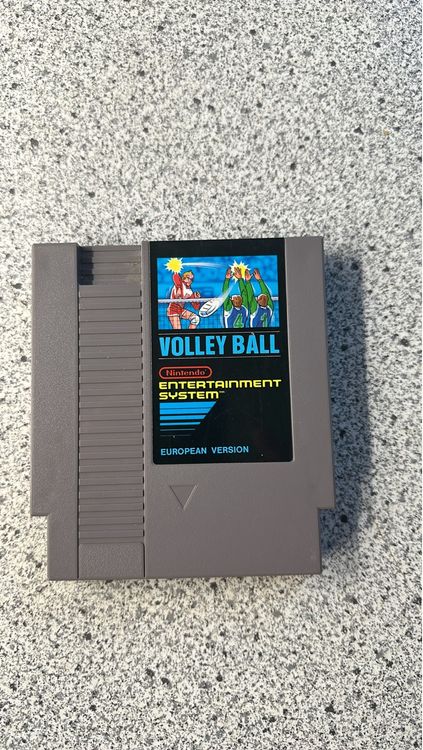 VOLLEY BALL
Nintendo®
ENTERTAINMENT
SYSTEM™
EUROPEAN VERSION